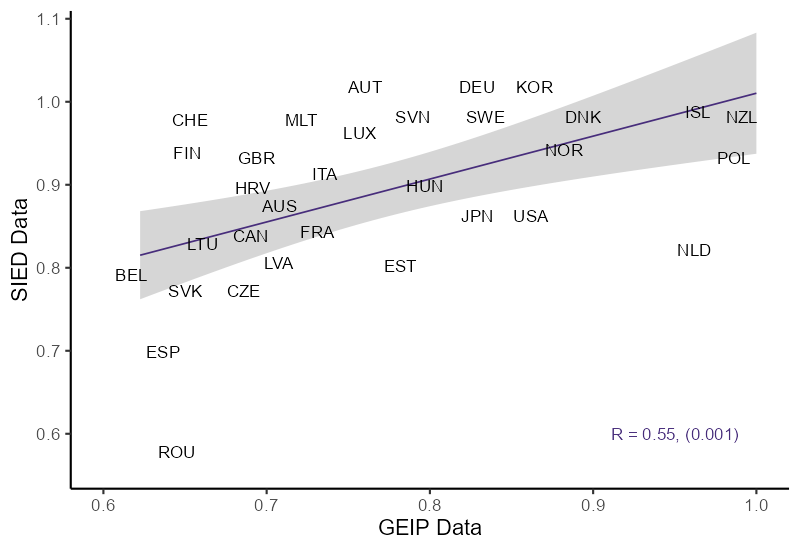 1.1
1.0
0.9
0.8
0.7
0.6
SIED Data
AUT DEU KOR
CHE MLT SVN SWE DNK ISL NZL
LUX
FIN GBR NOR POL
ITA
HRV HUN
AUS
JPN USA
LTU CAN FRA
NLD
LVA EST
BEL
SVK CZE
ESP
R = 0.55, (0.001)
ROU
0.6 0.7 0.8 0.9 1.0
GEIP Data